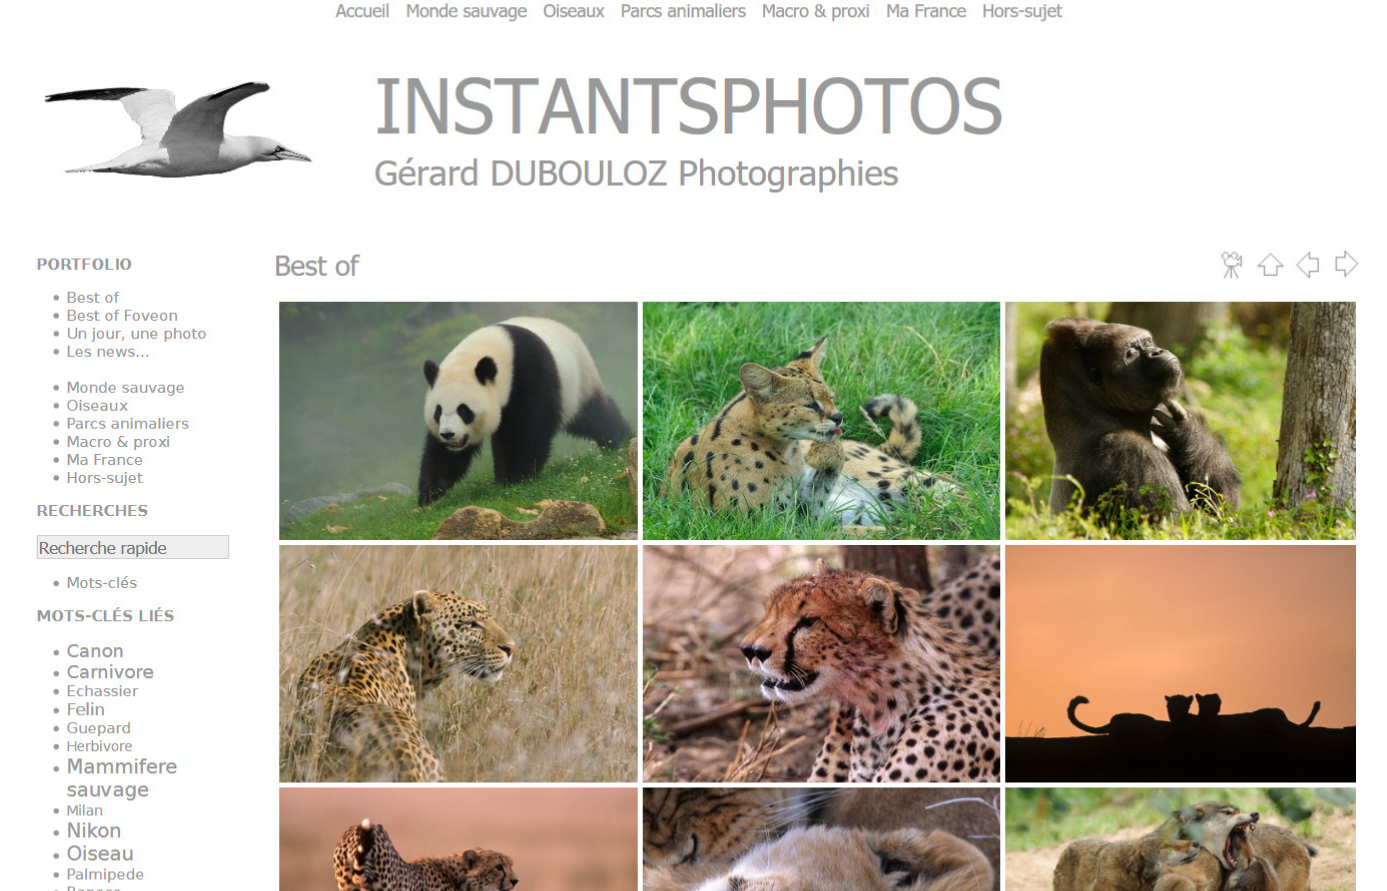 Accueil Monde sauvage Oiseaux Parcs animaliers Macro & proxi Ma France Hors-sujet
INSTANTSPHOTOS
Gérard DUBOULOZ Photographies
PORTFOLIO
Best of
Best of Foveon
Un jour, une photo
Les news...
Monde sauvage
Oiseaux
Parcs animaliers
Macro & proxi
Ma France
Hors-sujet
RECHERCHES
Recherche rapide
Mots-clés
MOTS-CLÉS LIÉS
Canon
Carnivore
Echassier
Felin
Guepard
Herbivore
Mammifere
sauvage
Milan
Nikon
Oiseau
Palmipede
Best of